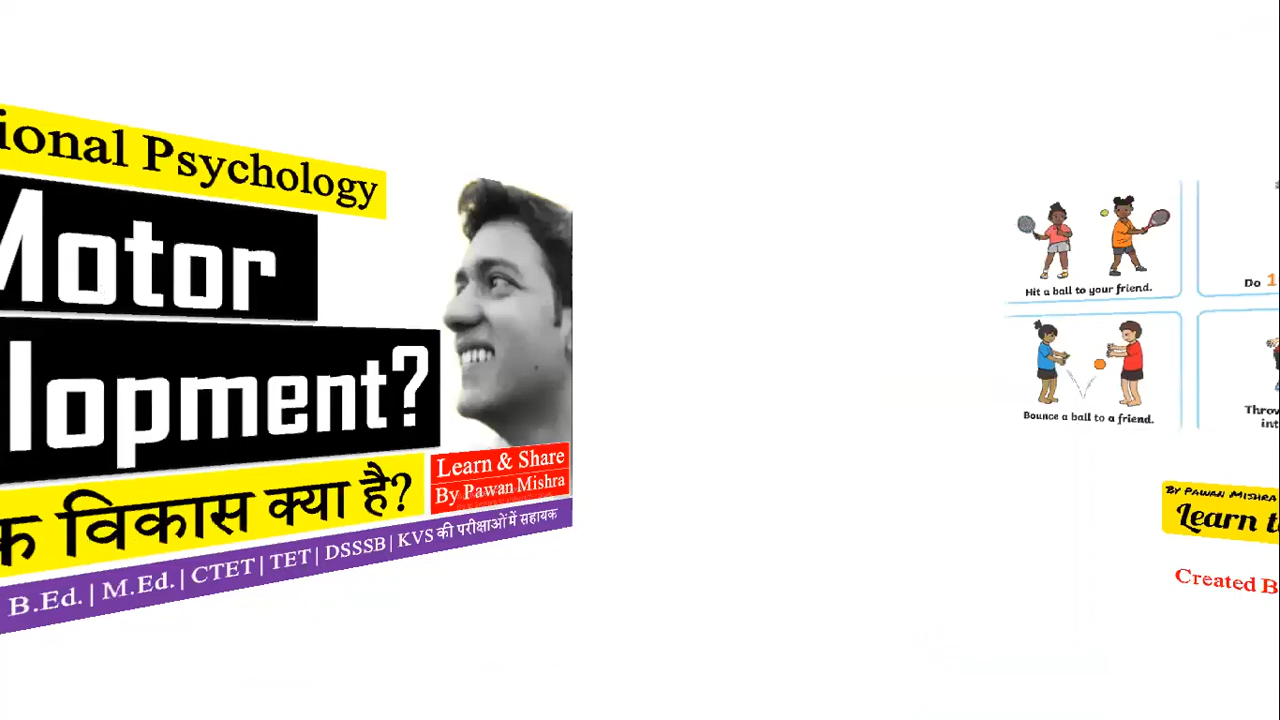 ional Psychology
Motor
lopment?
क विकास क्या है?
Learn & Share
By Pawan Mishra
B.Ed. | M.Ed. | CTET | TET | DSSSB | KVS की परीक्षाओं में सहायक
Hit a ball to your friend.
Do 1
Bounce a ball to a friend.
Throw
int
BY PAWAN MISHRA
Learn t
Created B